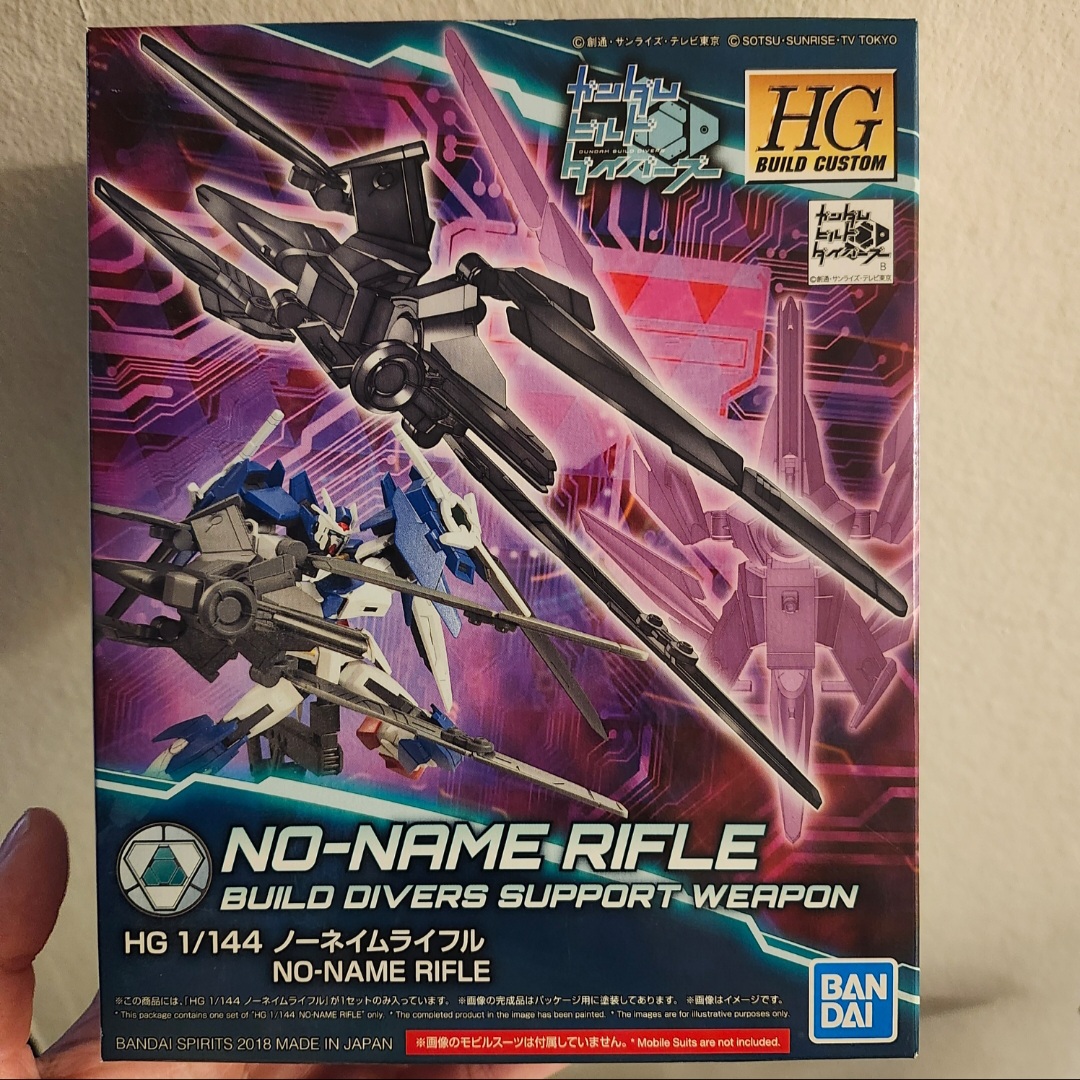 ©創通・サンライズ・テレビ東京 ©SOTSU・SUNRISE・TV TOKYO
ガンダム
ビルド
GUNDAM BUILD DIVERS
ダイバーズ
HG
BUILD CUSTOM
ガンダム
ビルド
ダイバーズ
B
©創通・サンライズ・テレビ東京
NO-NAME RIFLE
BUILD DIVERS SUPPORT WEAPON
HG 1/144 ノーネイムライフル
NO-NAME RIFLE
※この商品には、「HG 1/144 ノーネイムライフル」が1セットのみ入っています。 ※画像の完成品はパッケージ用に塗装してあります。 ※画像はイメージです。
* This package contains one set of "HG 1/144 NO-NAME RIFLE" only. * The completed product in the image has been painted. * The images are for illustrative purposes only.
BANDAI SPIRITS 2018 MADE IN JAPAN
※画像のモビルスーツは付属していません。 * Mobile Suits are not included.
BAN
DAI